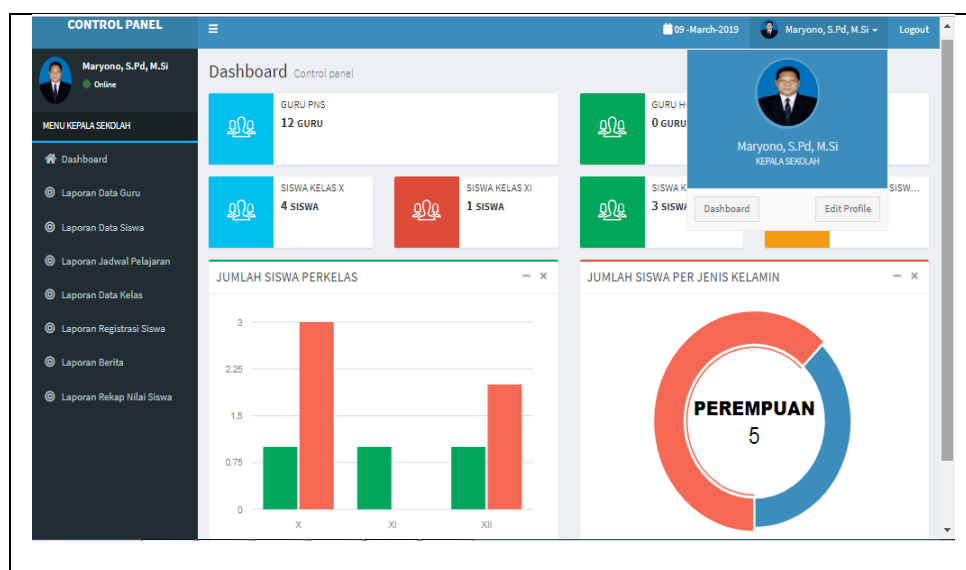 CONTROL PANEL
09 -March-2019
Maryono, S.Pd, M.Si
Logout
Maryono, S.Pd, M.Si
Online
MENU KEPALA SEKOLAH
Dashboard
Laporan Data Guru
Laporan Data Siswa
Laporan Jadwal Pelajaran
Laporan Data Kelas
Laporan Registrasi Siswa
Laporan Berita
Laporan Rekap Nilai Siswa
Dashboard Control panel
GURU PNS
12 GURU
GURU
0 GURU
Maryono, S.Pd, M.Si
KEPALA SEKOLAH
Dashboard
Edit Profile
SISWA KELAS X
4 SISWA
SISWA KELAS XI
1 SISWA
SISWA
3 SISWA
SISW...
JUMLAH SISWA PERKELAS
3
2.25
1.5
0.75
0
X XI XII
JUMLAH SISWA PER JENIS KELAMIN
PEREMPUAN
5